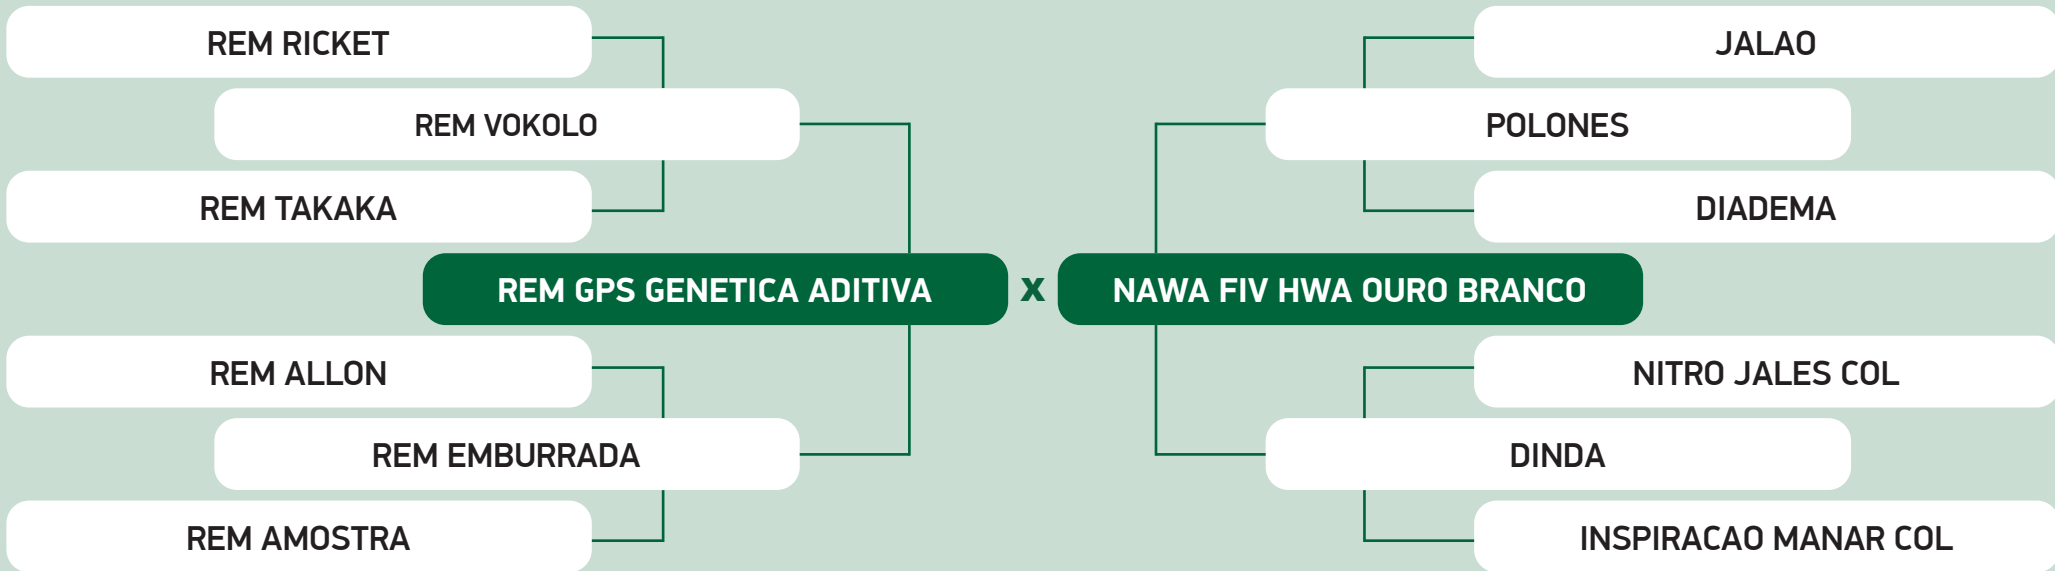 REM RICKET
JALAO
REM VOKOLO
POLONES
REM TAKAKA
DIADEMA
REM GPS GENETICA ADITIVA X NAWA FIV HWA OURO BRANCO
REM ALLON
NITRO JALES COL
REM EMBURRADA
DINDA
REM AMOSTRA
INSPIRACAO MANAR COL